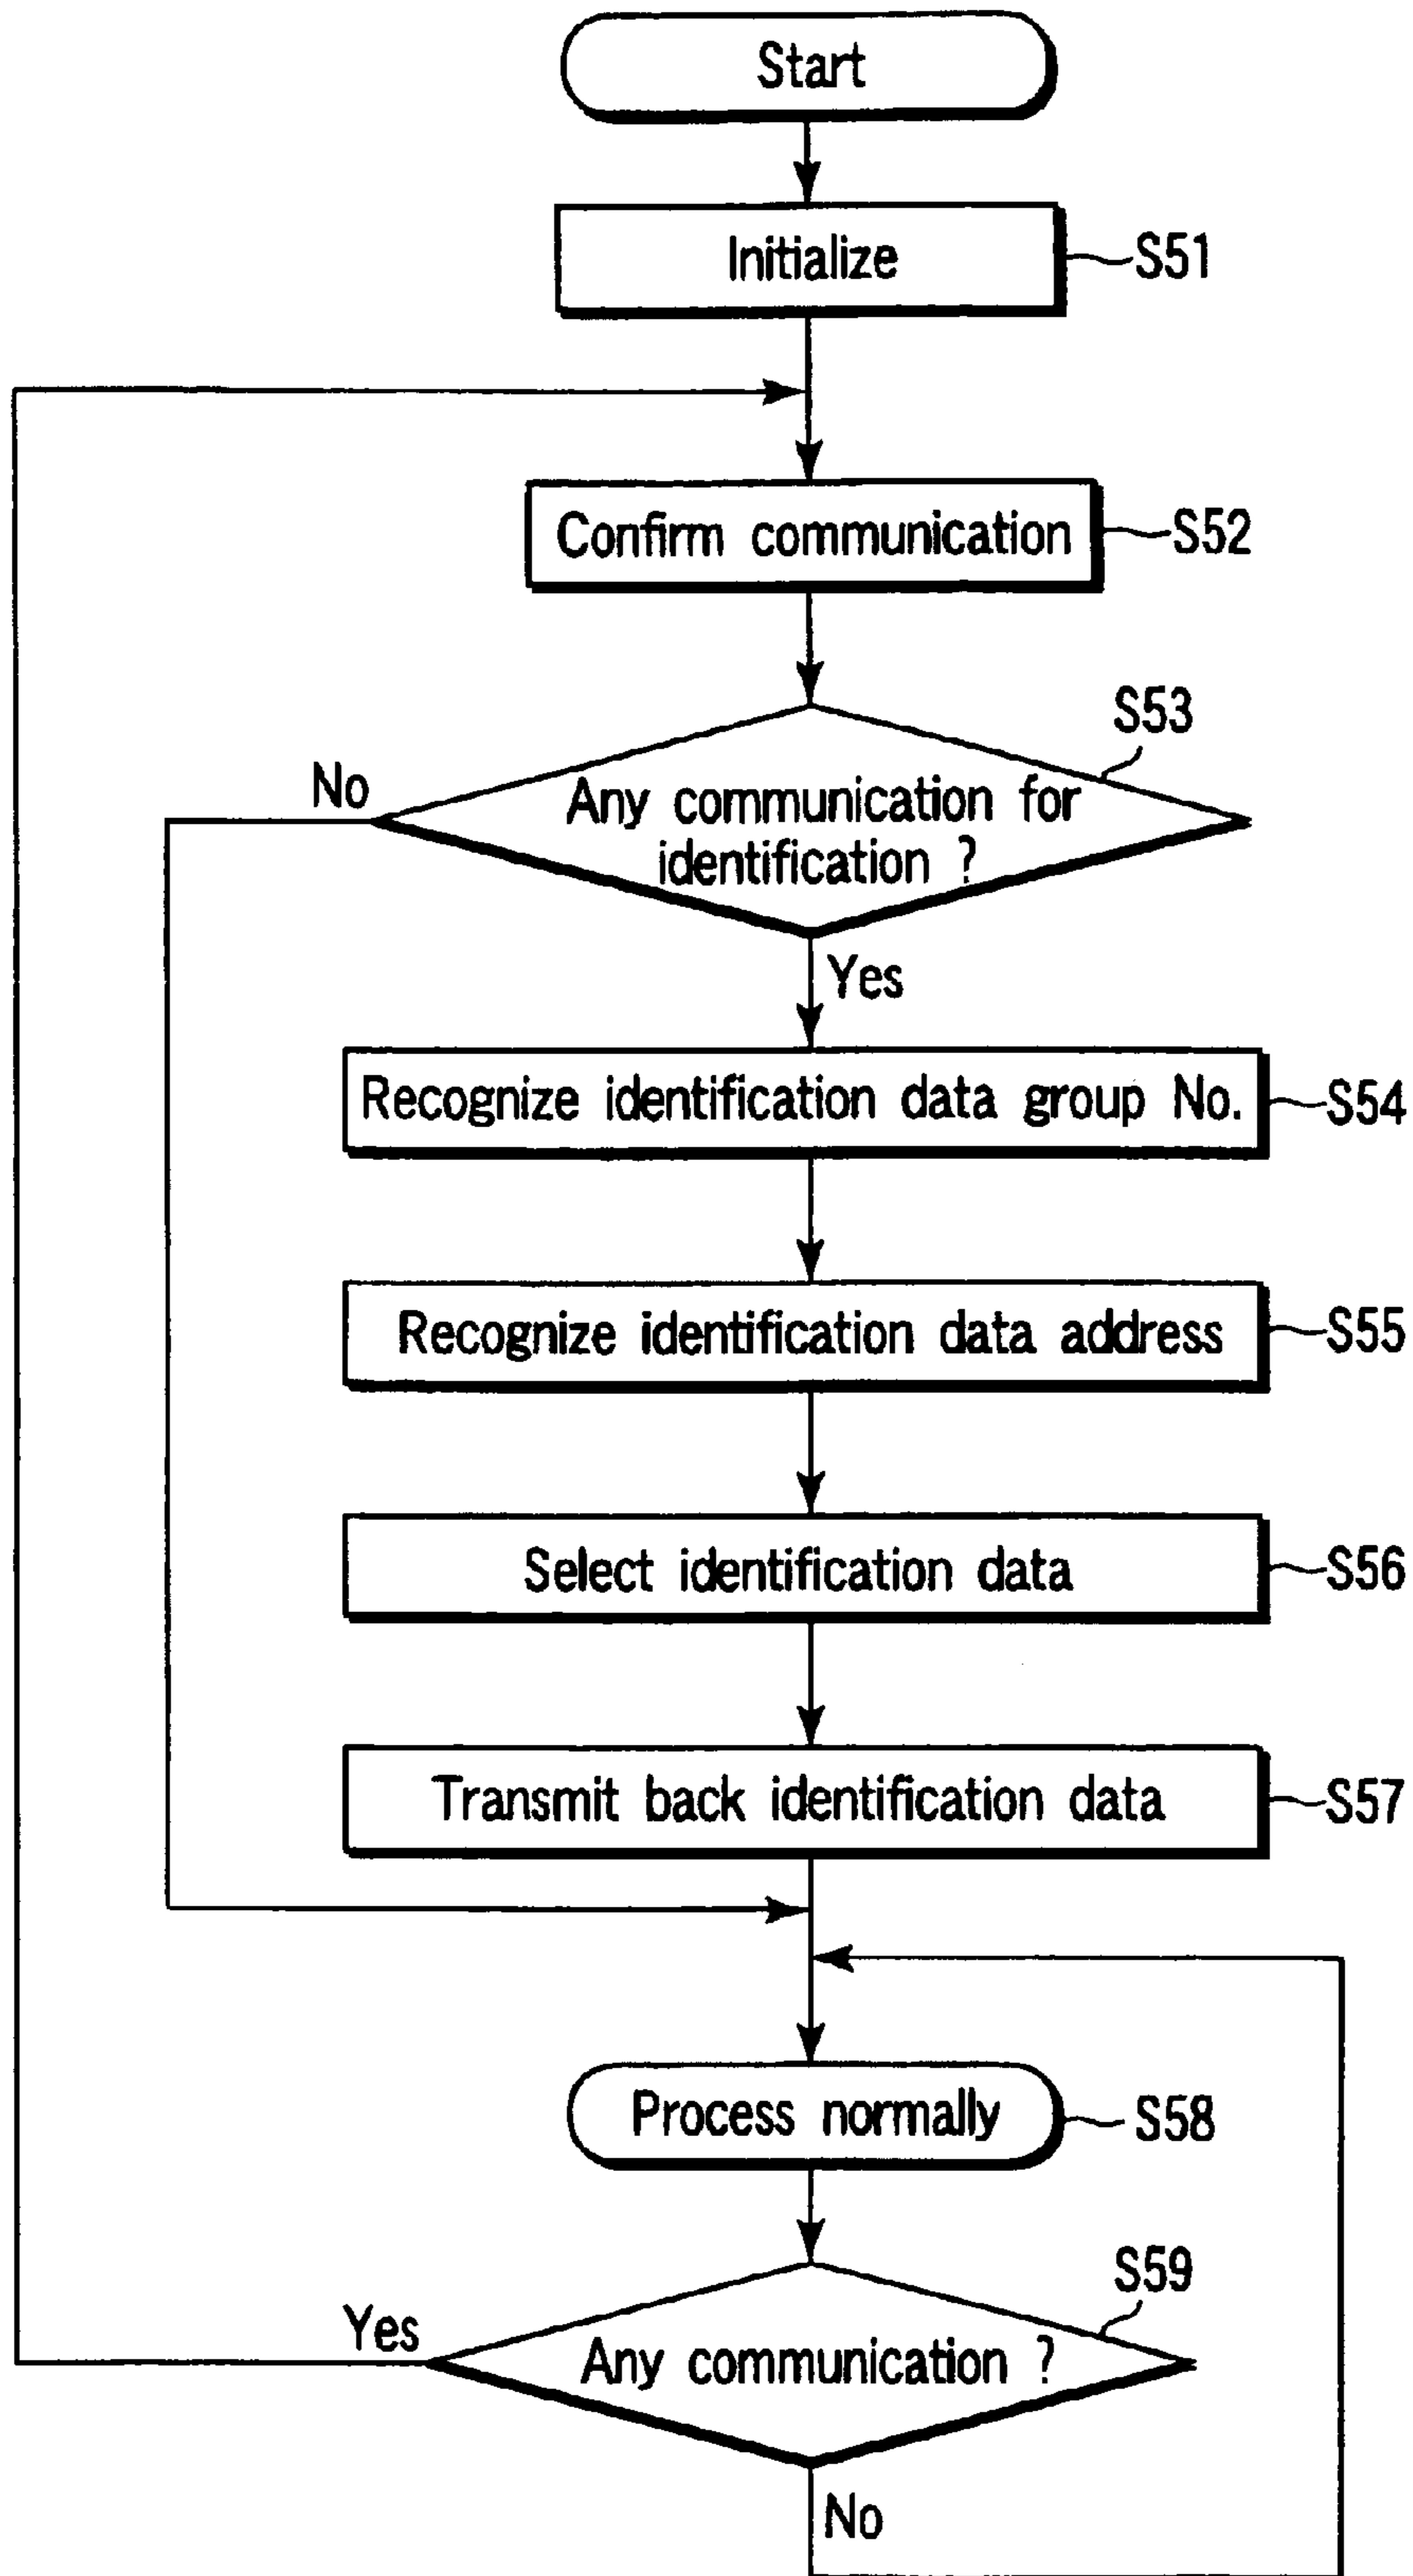 Start
Initialize
S51
Confirm communication
S52
S53
No
Any communication for
identification ?
Yes
Recognize identification data group No.
S54
Recognize identification data address
S55
Select identification data
S56
Transmit back identification data
S57
Process normally
S58
S59
Yes
Any communication ?
No